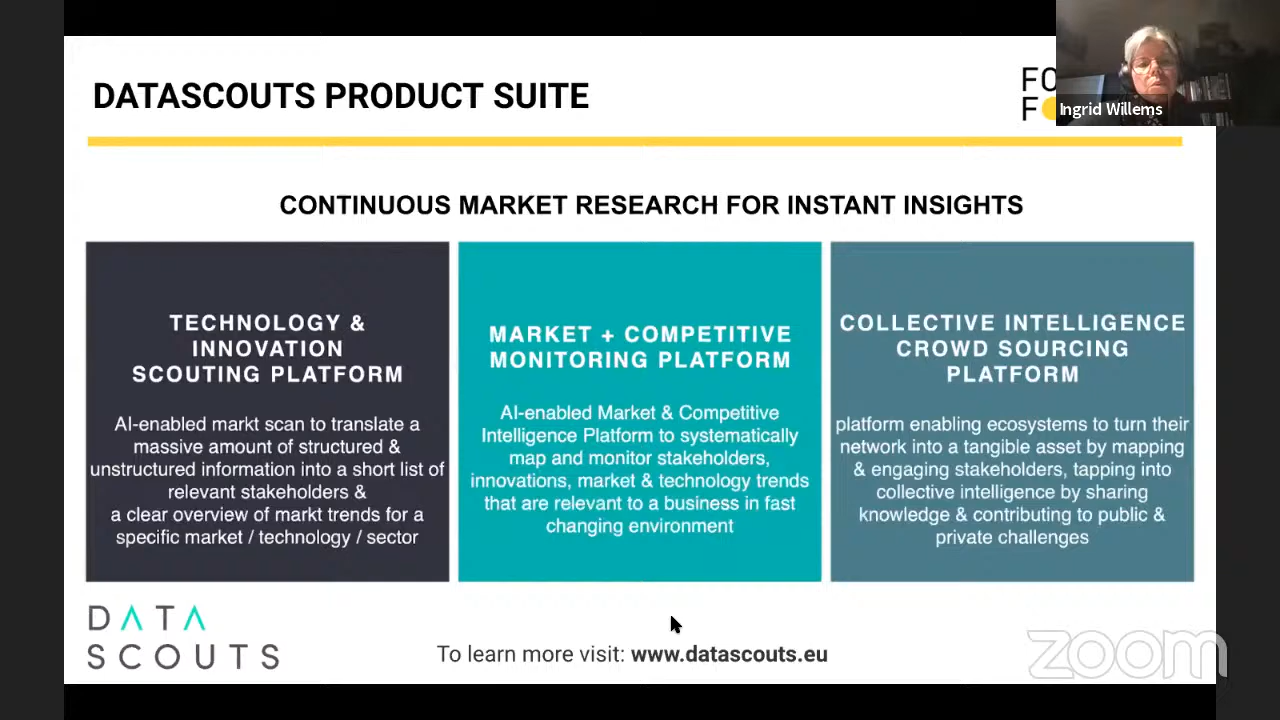 DATASCOUTS PRODUCT SUITE
FO
F
Ingrid Willems
CONTINUOUS MARKET RESEARCH FOR INSTANT INSIGHTS
TECHNOLOGY &
INNOVATION
SCOUTING PLATFORM
AI-enabled markt scan to translate a
massive amount of structured &
unstructured information into a short list of
relevant stakeholders &
a clear overview of markt trends for a
specific market / technology / sector
MARKET + COMPETITIVE
MONITORING PLATFORM
AI-enabled Market & Competitive
Intelligence Platform to systematically
map and monitor stakeholders,
innovations, market & technology trends
that are relevant to a business in fast
changing environment
COLLECTIVE INTELLIGENCE
CROWD SOURCING
PLATFORM
platform enabling ecosystems to turn their
network into a tangible asset by mapping
& engaging stakeholders, tapping into
collective intelligence by sharing
knowledge & contributing to public &
private challenges
DATA
SCOUTS
To learn more visit: www.datascouts.eu
zoom